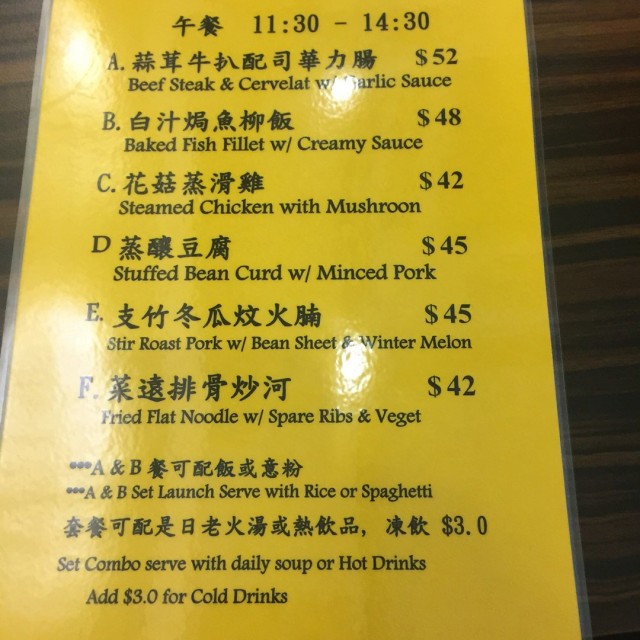 午餐 11:30 - 14:30
A. 蒜茸牛扒配司華力腸 $52
Beef Steak & Cervelat w/ Garlic Sauce
B. 白汁焗魚柳飯 $48
Baked Fish Fillet w/ Creamy Sauce
C. 花菇蒸滑雞 $42
Steamed Chicken with Mushroon
D 蒸釀豆腐 $45
Stuffed Bean Curd w/ Minced Pork
E. 支竹冬瓜炆火腩 $45
Stir Roast Pork w/ Bean Sheet & Winter Melon
F. 菜遠排骨炒河 $42
Fried Flat Noodle w/ Spare Ribs & Veget
***A & B 餐可配飯或意粉
***A & B Set Launch Serve with Rice or Spaghetti
套餐可配是日老火湯或熱飲品, 凍飲 $3.0
Set Combo serve with daily soup or Hot Drinks
Add $3.0 for Cold Drinks